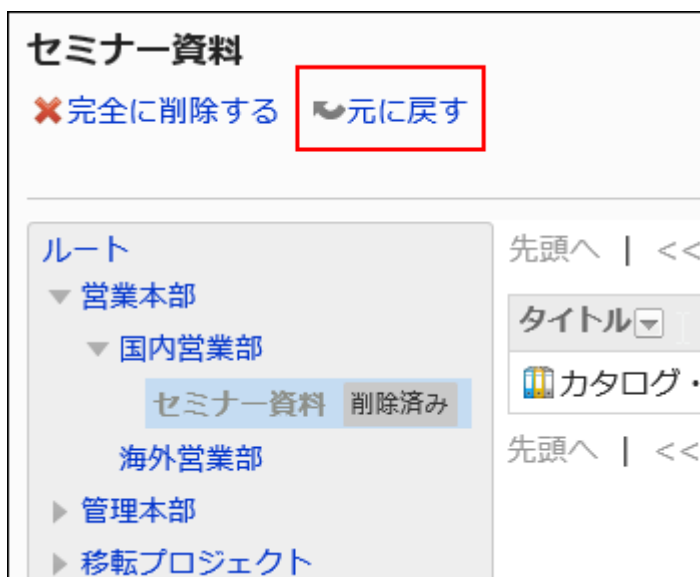 セミナー資料
完全に削除する 元に戻す
ルート
営業本部
国内営業部
セミナー資料 削除済み
海外営業部
管理本部
移転プロジェクト
先頭へ | <<
タイトル
カタログ・
先頭へ | <<